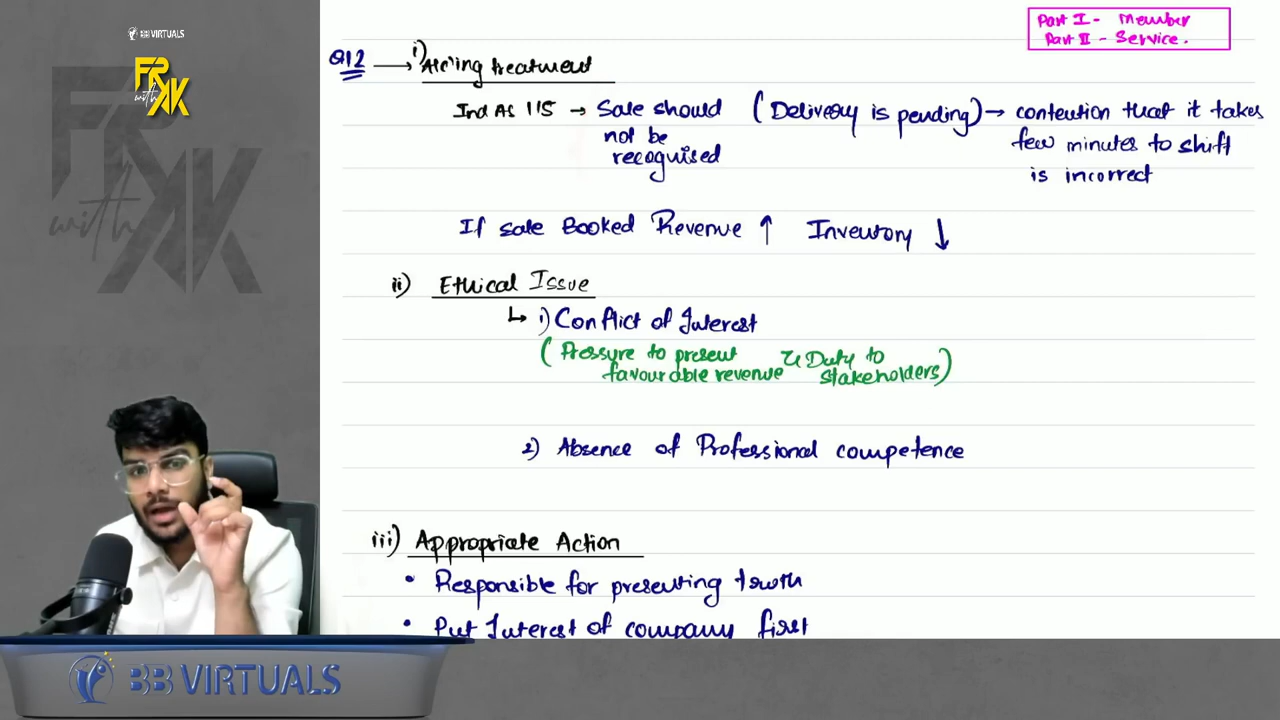 BB VIRTUALS
FR
with
AK
Part I - Member
Part II - Service.
Q12 → i) Ac'ing treatment
Ind AS 115 → Sale should (Delivery is pending) → contention that it takes
not be few minutes to shift
recognised is incorrect
If sale Booked Revenue ↑ Inventory ↓
ii) Ethical Issue
↳ i) Conflict of Interest
(Pressure to present & Duty to
favourable revenue stakeholders)
2) Absence of Professional competence
iii) Appropriate Action
• Responsible for presenting truth
• Put Interest of company first
BB VIRTUALS